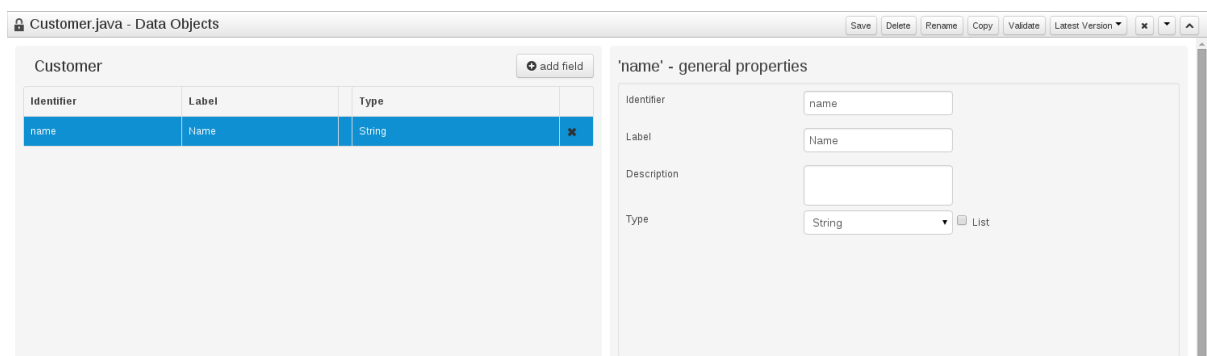 Customer.java - Data Objects
Save Delete Rename Copy Validate Latest Version
Customer
add field
Identifier Label Type
name Name String
'name' - general properties
Identifier name
Label Name
Description
Type String List